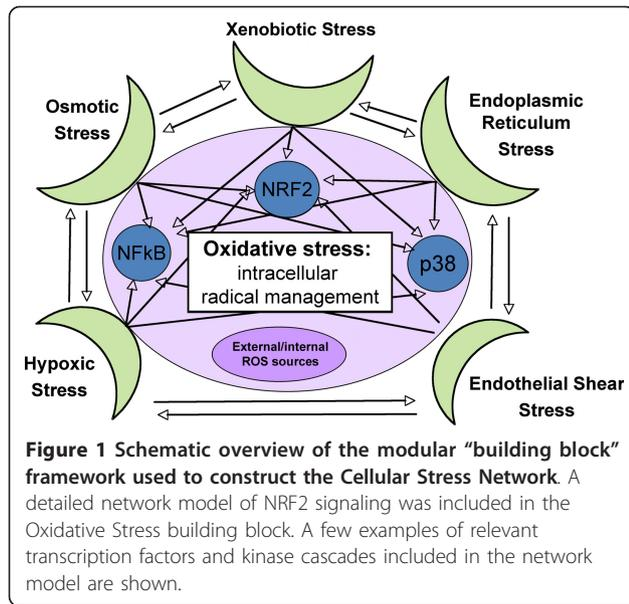 Xenobiotic Stress
Osmotic
Stress
Endoplasmic
Reticulum
Stress
NRF2
NFkB
Oxidative stress:
intracellular
radical management
p38
External/internal
ROS sources
Hypoxic
Stress
Endothelial Shear
Stress
Figure 1 Schematic overview of the modular “building block”
framework used to construct the Cellular Stress Network. A
detailed network model of NRF2 signaling was included in the
Oxidative Stress building block. A few examples of relevant
transcription factors and kinase cascades included in the network
model are shown.